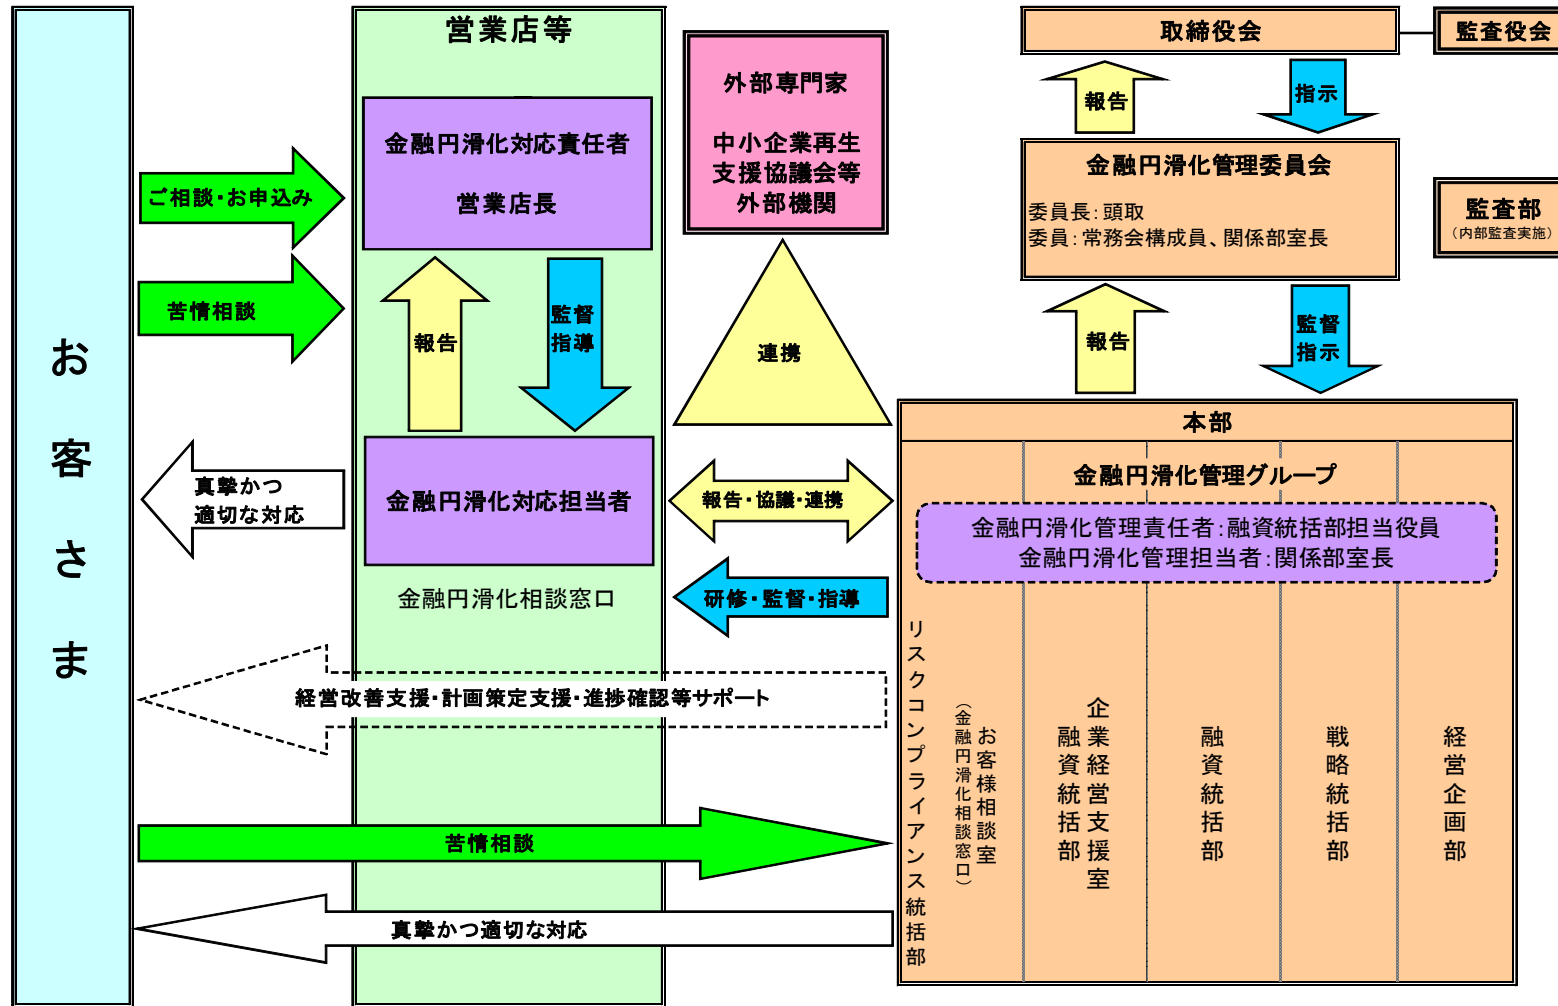 お客さま
ご相談・お申込み
苦情相談
真摯かつ
適切な対応
営業店等
金融円滑化対応責任者
営業店長
報告
監督
指導
金融円滑化対応担当者
金融円滑化相談窓口
外部専門家
中小企業再生
支援協議会等
外部機関
連携
報告・協議・連携
研修・監督・指導
経営改善支援・計画策定支援・進捗確認等サポート
苦情相談
真摯かつ適切な対応
取締役会
監査役会
報告
指示
金融円滑化管理委員会
委員長：頭取
委員：常務会構成員、関係部室長
監査部
（内部監査実施）
報告
監督
指示
本部
金融円滑化管理グループ
金融円滑化管理責任者：融資統括部担当役員
金融円滑化管理担当者：関係部室長
リスクコンプライアンス統括部
お客様相談室
（金融円滑化相談窓口）
企業経営支援室
融資統括部
融資統括部
戦略統括部
経営企画部